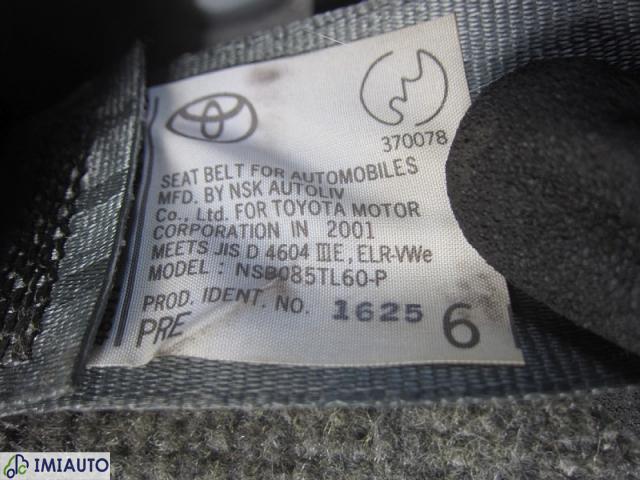 370078
SEAT BELT FOR AUTOMOBILES
MFD. BY NSK AUTOLIV
Co., Ltd. FOR TOYOTA MOTOR
CORPORATION IN 2001
MEETS JIS D 4604 ⅢE, ELR-VWe
MODEL : NSB085TL60-P
PROD. IDENT. NO. 1625 6
PRE
IMIAUTO